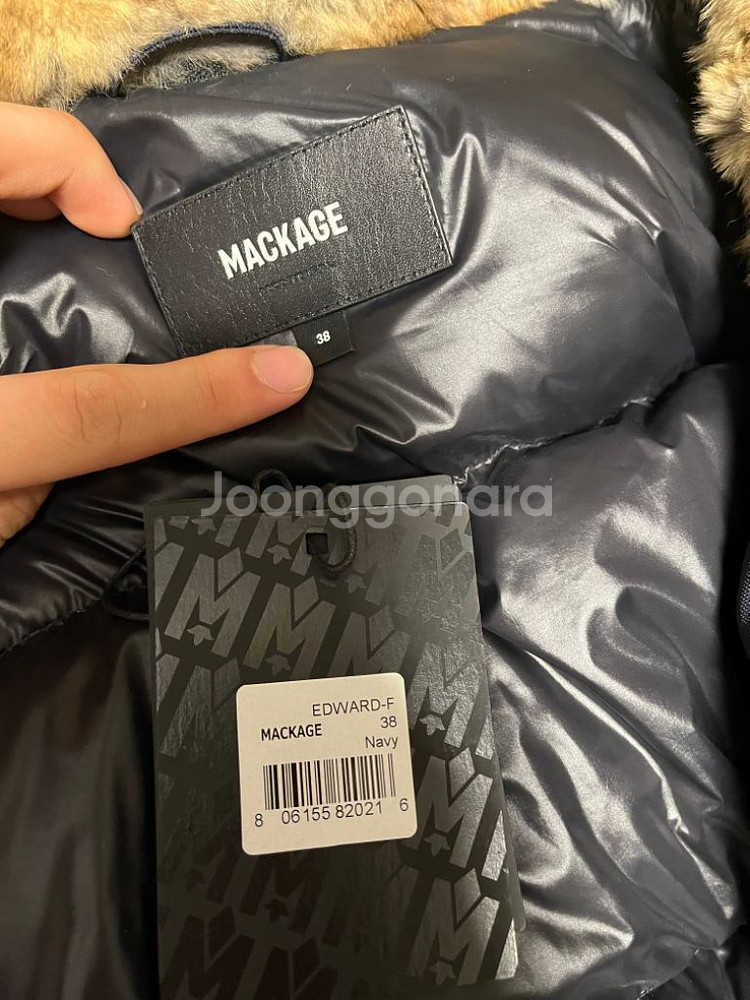 MACKAGE
38
Joonggonara
EDWARD-F
MACKAGE 38
Navy
8 06155 82021 6